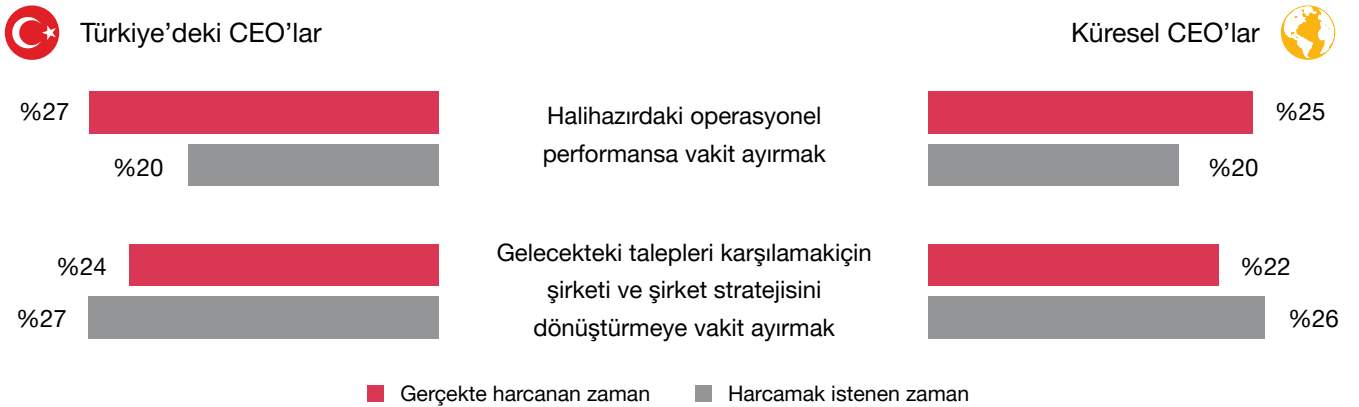 Türkiye’deki CEO’lar
Küresel CEO’lar
%27
%20
Halihazırdaki operasyonel
performansa vakit ayırmak
%25
%20
%24
%27
Gelecekteki talepleri karşılamakiçin
şirketi ve şirket stratejisini
dönüştürmeye vakit ayırmak
%22
%26
Gerçekte harcanan zaman
Harcamak istenen zaman